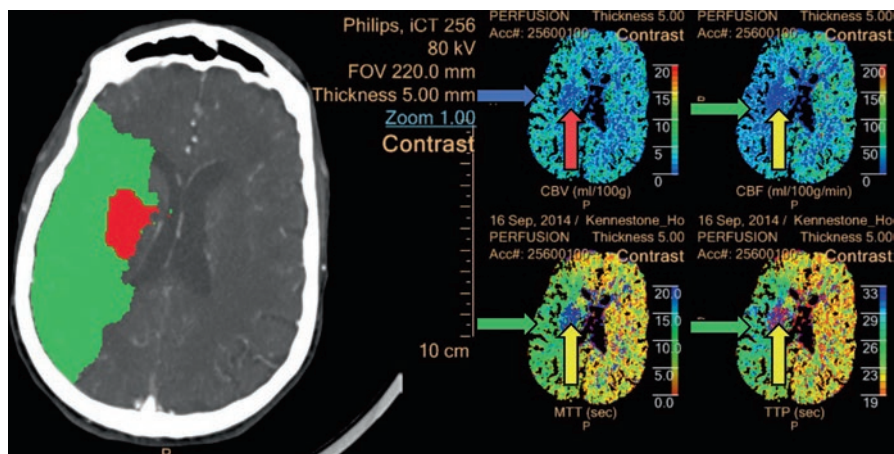 Philips, iCT 256
80 kV
FOV 220.0 mm
Thickness 5.00 mm
Zoom 1.00
Contrast
10 cm
PERFUSION Thickness 5.00
Acc#: 25600100 Contrast
20
15
10
5
0
CBV (ml/100g)
P
PERFUSION Thickness 5.00
Acc#: 25600100 Contrast
200
150
100
50
0
CBF (ml/100g/min)
P
16 Sep, 2014 / Kennestone_Ho
PERFUSION Thickness 5.00
Acc#: 25600100 Contrast
20.0
15.0
10.0
5.0
0.0
MTT (sec)
P
16 Sep, 2014 / Kennestone_Ho
PERFUSION Thickness 5.00
Acc#: 25600100 Contrast
33
29
26
23
19
TTP (sec)
P